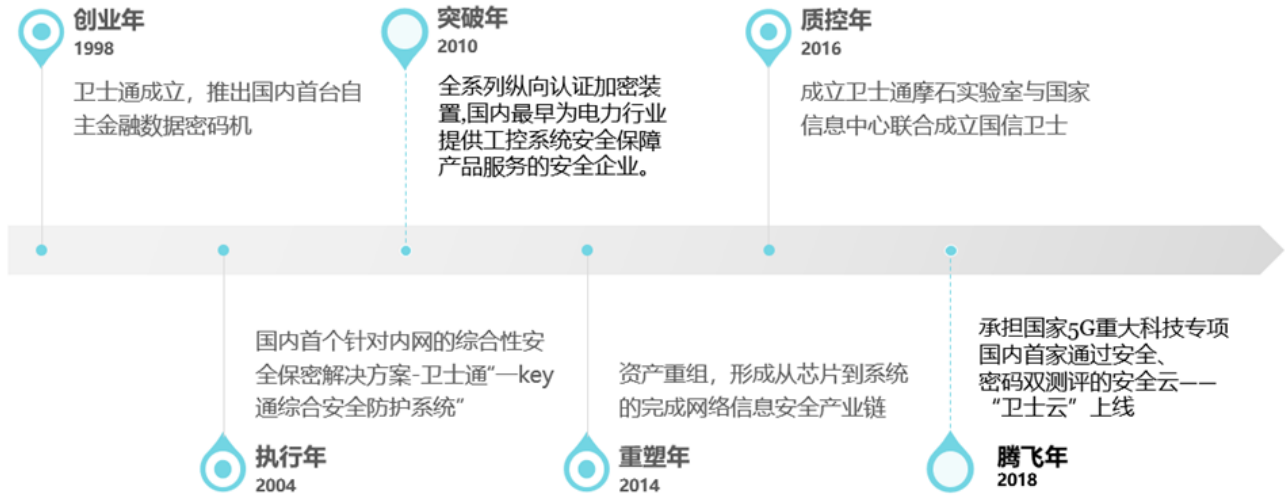 创业年
1998
卫士通成立，推出国内首台自
主金融数据密码机
突破年
2010
全系列纵向认证加密装
置,国内最早为电力行业
提供工控系统安全保障
产品服务的安全企业。
质控年
2016
成立卫士通摩石实验室与国家
信息中心联合成立国信卫士
国内首个针对内网的综合性安
全保密解决方案-卫士通“一key
通综合安全防护系统”
执行年
2004
资产重组，形成从芯片到系统
的完成网络信息安全产业链
重塑年
2014
承担国家5G重大科技专项
国内首家通过安全、
密码双测评的安全云——
“卫士云”上线
腾飞年
2018